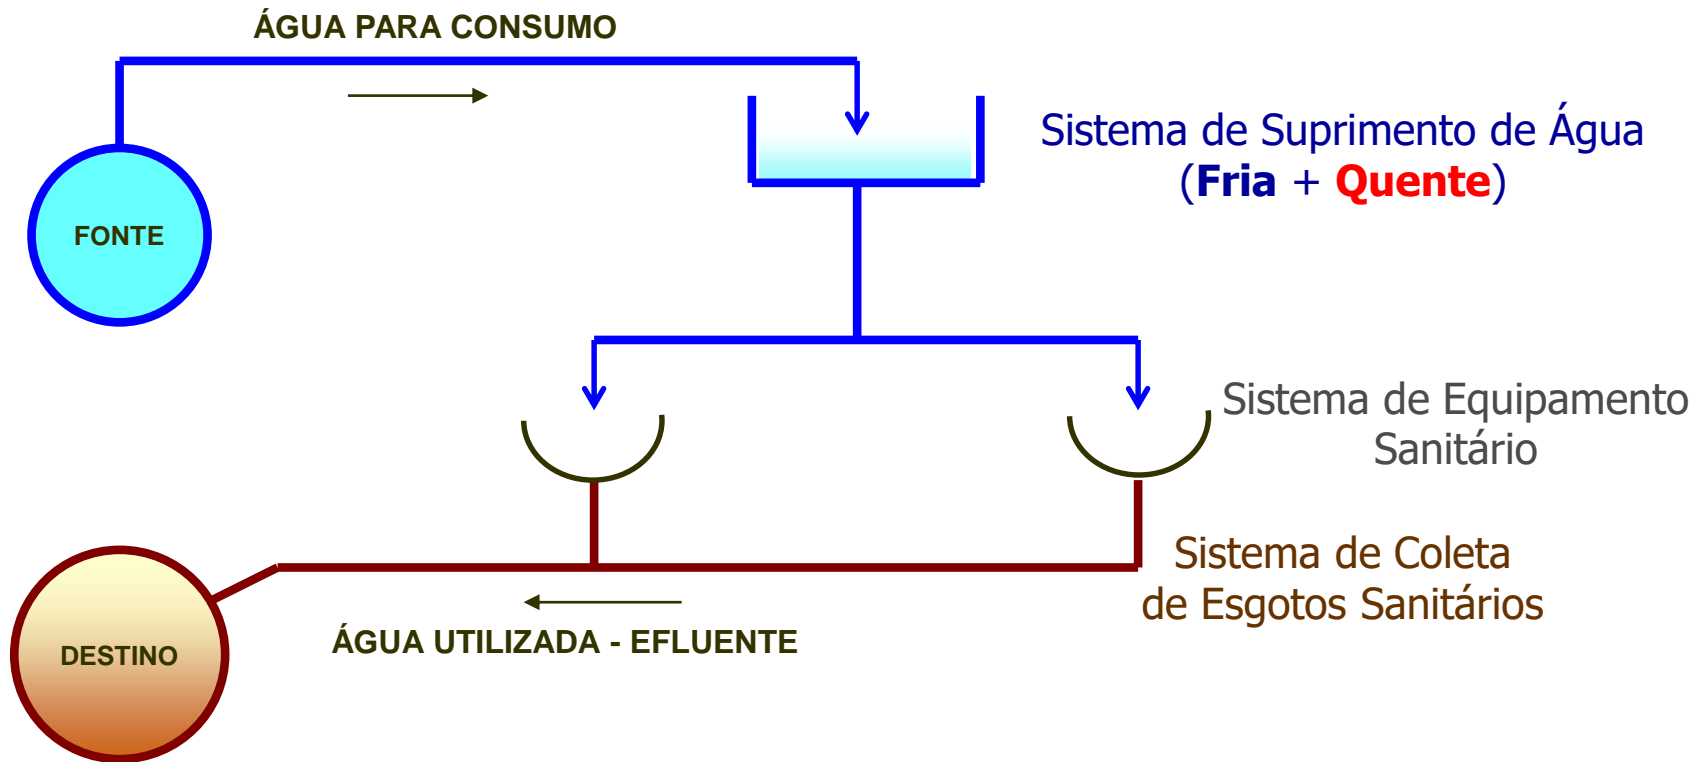 ÁGUA PARA CONSUMO
Sistema de Suprimento de Água
(Fria + Quente)
FONTE
Sistema de Equipamento
Sanitário
Sistema de Coleta
de Esgotos Sanitários
ÁGUA UTILIZADA - EFLUENTE
DESTINO